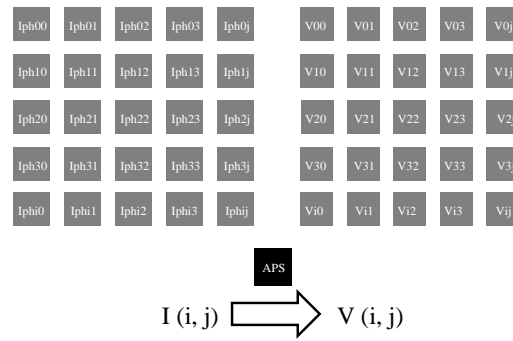 Iph00 Iph01 Iph02 Iph03 Iph0j V00 V01 V02 V03 V0j
Iph10 Iph11 Iph12 Iph13 Iph1j V10 V11 V12 V13 V1j
Iph20 Iph21 Iph22 Iph23 Iph2j V20 V21 V22 V23 V2j
Iph30 Iph31 Iph32 Iph33 Iph3j V30 V31 V32 V33 V3j
Iphi0 Iphi1 Iphi2 Iphi3 Iphij Vi0 Vi1 Vi2 Vi3 Vij
APS
I (i, j) V (i, j)